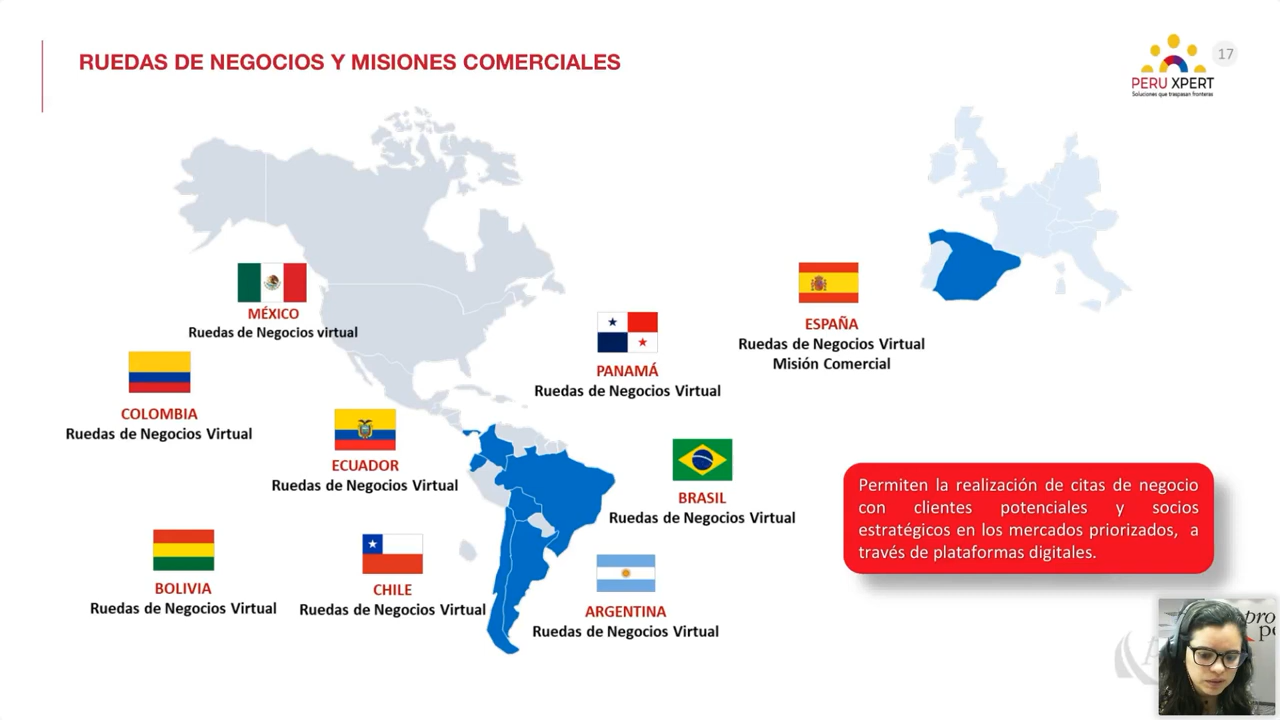 RUEDAS DE NEGOCIOS Y MISIONES COMERCIALES
PERU XPERT
Soluciones que traspasan fronteras
17
MÉXICO
Ruedas de Negocios virtual
COLOMBIA
Ruedas de Negocios Virtual
ECUADOR
Ruedas de Negocios Virtual
PANAMÁ
Ruedas de Negocios Virtual
ESPAÑA
Ruedas de Negocios Virtual
Misión Comercial
BRASIL
Ruedas de Negocios Virtual
BOLIVIA
Ruedas de Negocios Virtual
CHILE
Ruedas de Negocios Virtual
ARGENTINA
Ruedas de Negocios Virtual
Permiten la realización de citas de negocio
con clientes potenciales y socios
estratégicos en los mercados priorizados, a
través de plataformas digitales.
pro